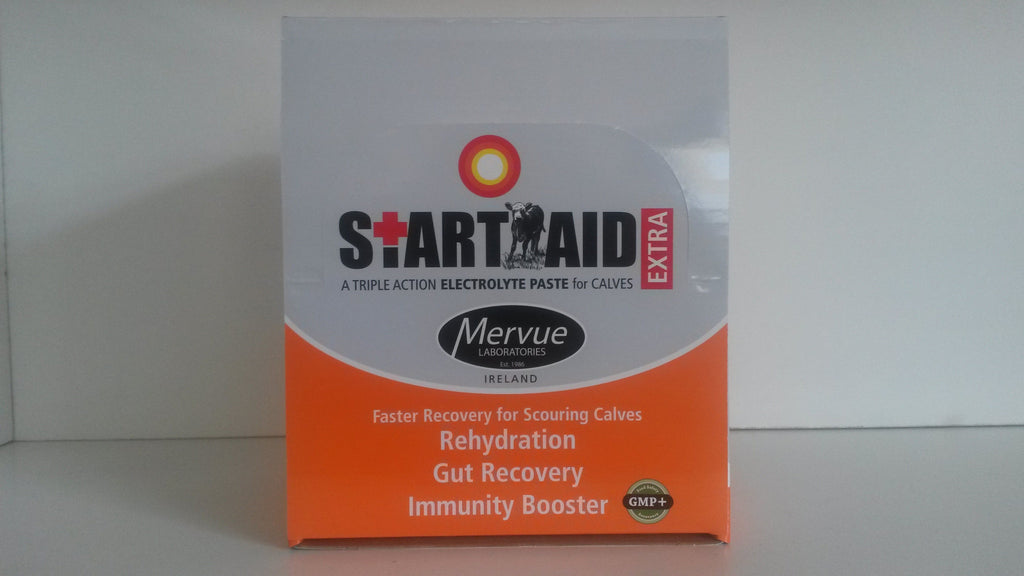 START AID EXTRA
A TRIPLE ACTION ELECTROLYTE PASTE for CALVES
Mervue
LABORATORIES
Est. 1986
IRELAND
Faster Recovery for Scouring Calves
Rehydration
Gut Recovery
Immunity Booster
GMP+